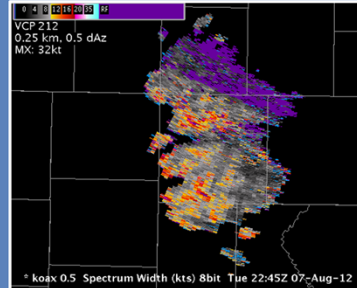 0 4 8 12 16 20 35 RF
VCP 212
0.25 km, 0.5 dAz
MX: 32kt
* koax 0.5 Spectrum Width (kts) 8bit Tue 22:45Z 07-Aug-12